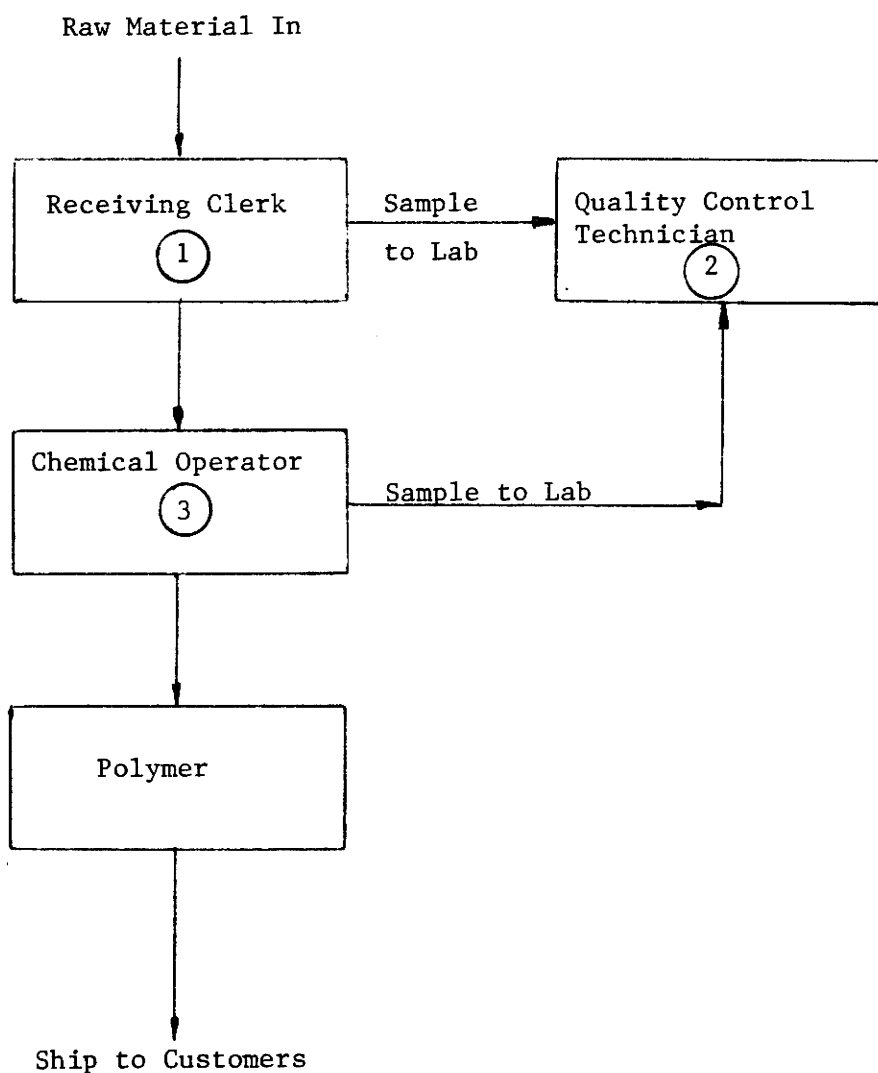 Raw Material In
Receiving Clerk
1
Sample
to Lab
Quality Control
Technician
2
Chemical Operator
3
Sample to Lab
Polymer
Ship to Customers